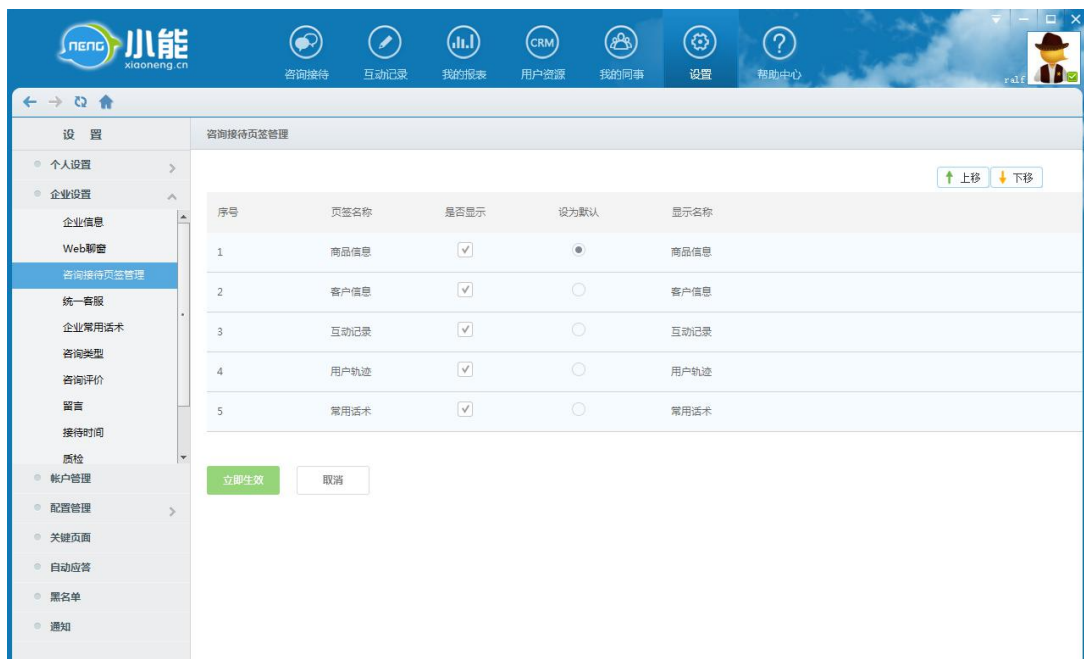 neng 小能
xiaoneng.cn
咨询接待 互动记录 我的报表 CRM 用户资源 我的同事 设置 帮助中心
ralf
设 置
咨询接待页签管理
个人设置
企业设置
企业信息
Web聊窗
咨询接待页签管理
统一客服
企业常用话术
咨询类型
咨询评价
留言
接待时间
质检
帐户管理
配置管理
关键页面
自动应答
黑名单
通知
上移 下移
序号 页签名称 是否显示 设为默认 显示名称
1 商品信息 商品信息
2 客户信息 客户信息
3 互动记录 互动记录
4 用户轨迹 用户轨迹
5 常用话术 常用话术
立即生效 取消